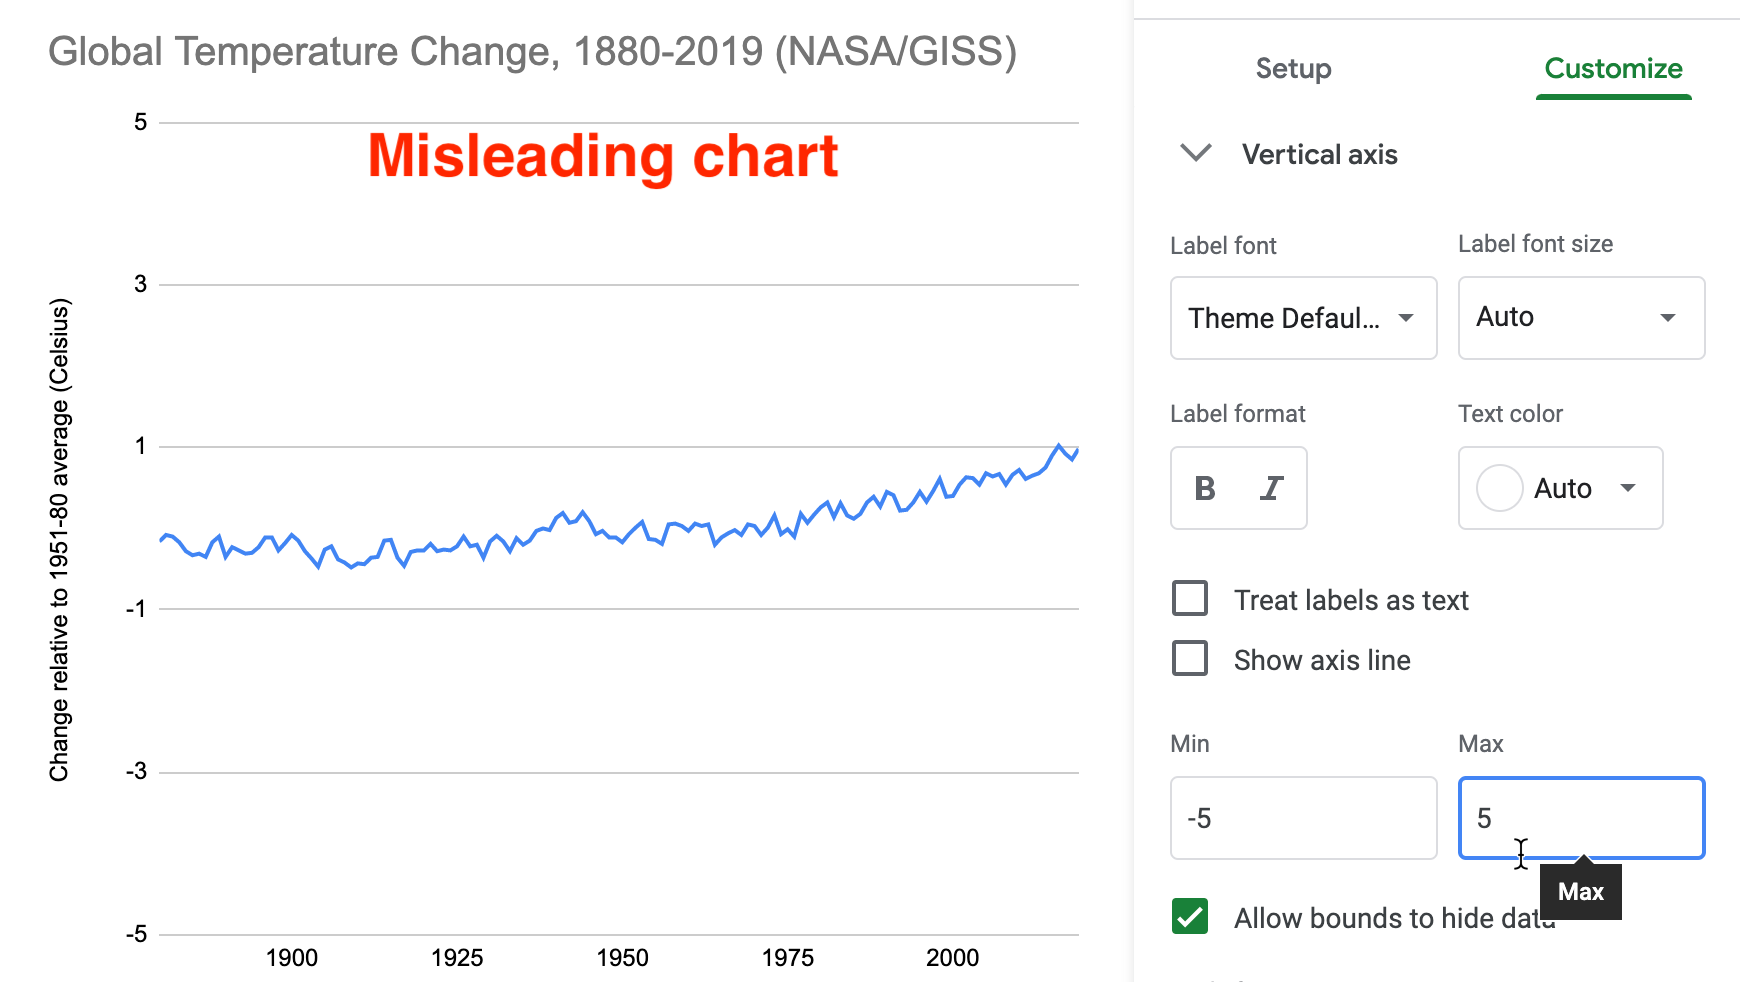 Global Temperature Change, 1880-2019 (NASA/GISS)
Misleading chart
5
3
1
-1
-3
-5
Change relative to 1951-80 average (Celsius)
1900 1925 1950 1975 2000
Setup Customize
Vertical axis
Label font Label font size
Theme Defaul... Auto
Label format Text color
B I Auto
Treat labels as text
Show axis line
Min Max
-5 5
Max
Allow bounds to hide data